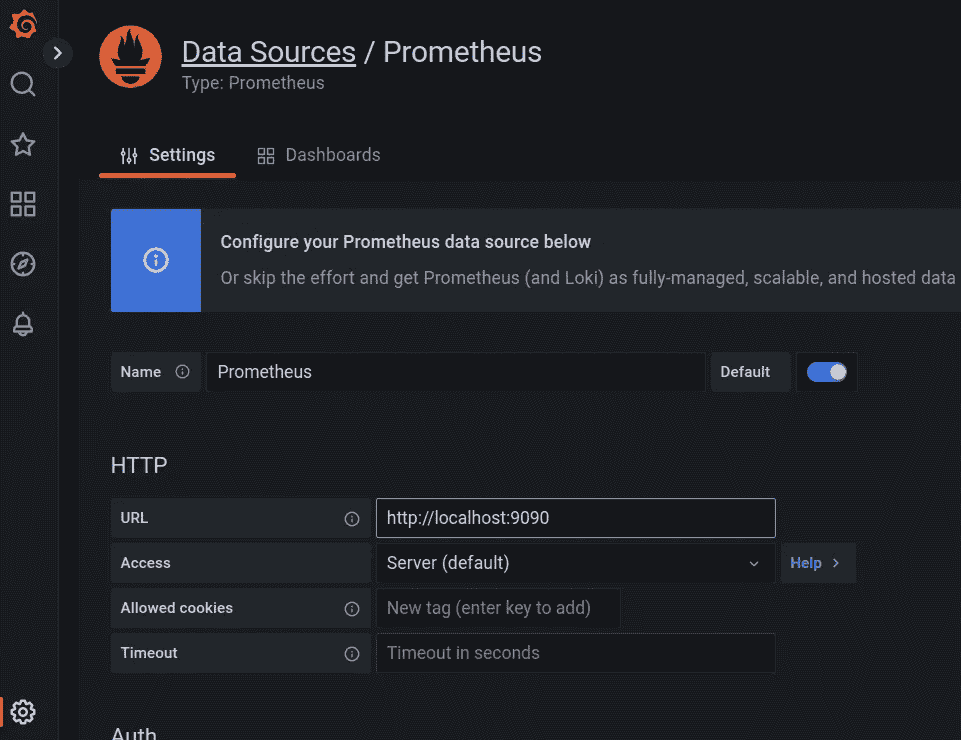 Data Sources / Prometheus
Type: Prometheus
Settings Dashboards
Configure your Prometheus data source below
Or skip the effort and get Prometheus (and Loki) as fully-managed, scalable, and hosted data
Name Prometheus Default
HTTP
URL http://localhost:9090
Access Server (default) Help
Allowed cookies New tag (enter key to add)
Timeout Timeout in seconds
Auth